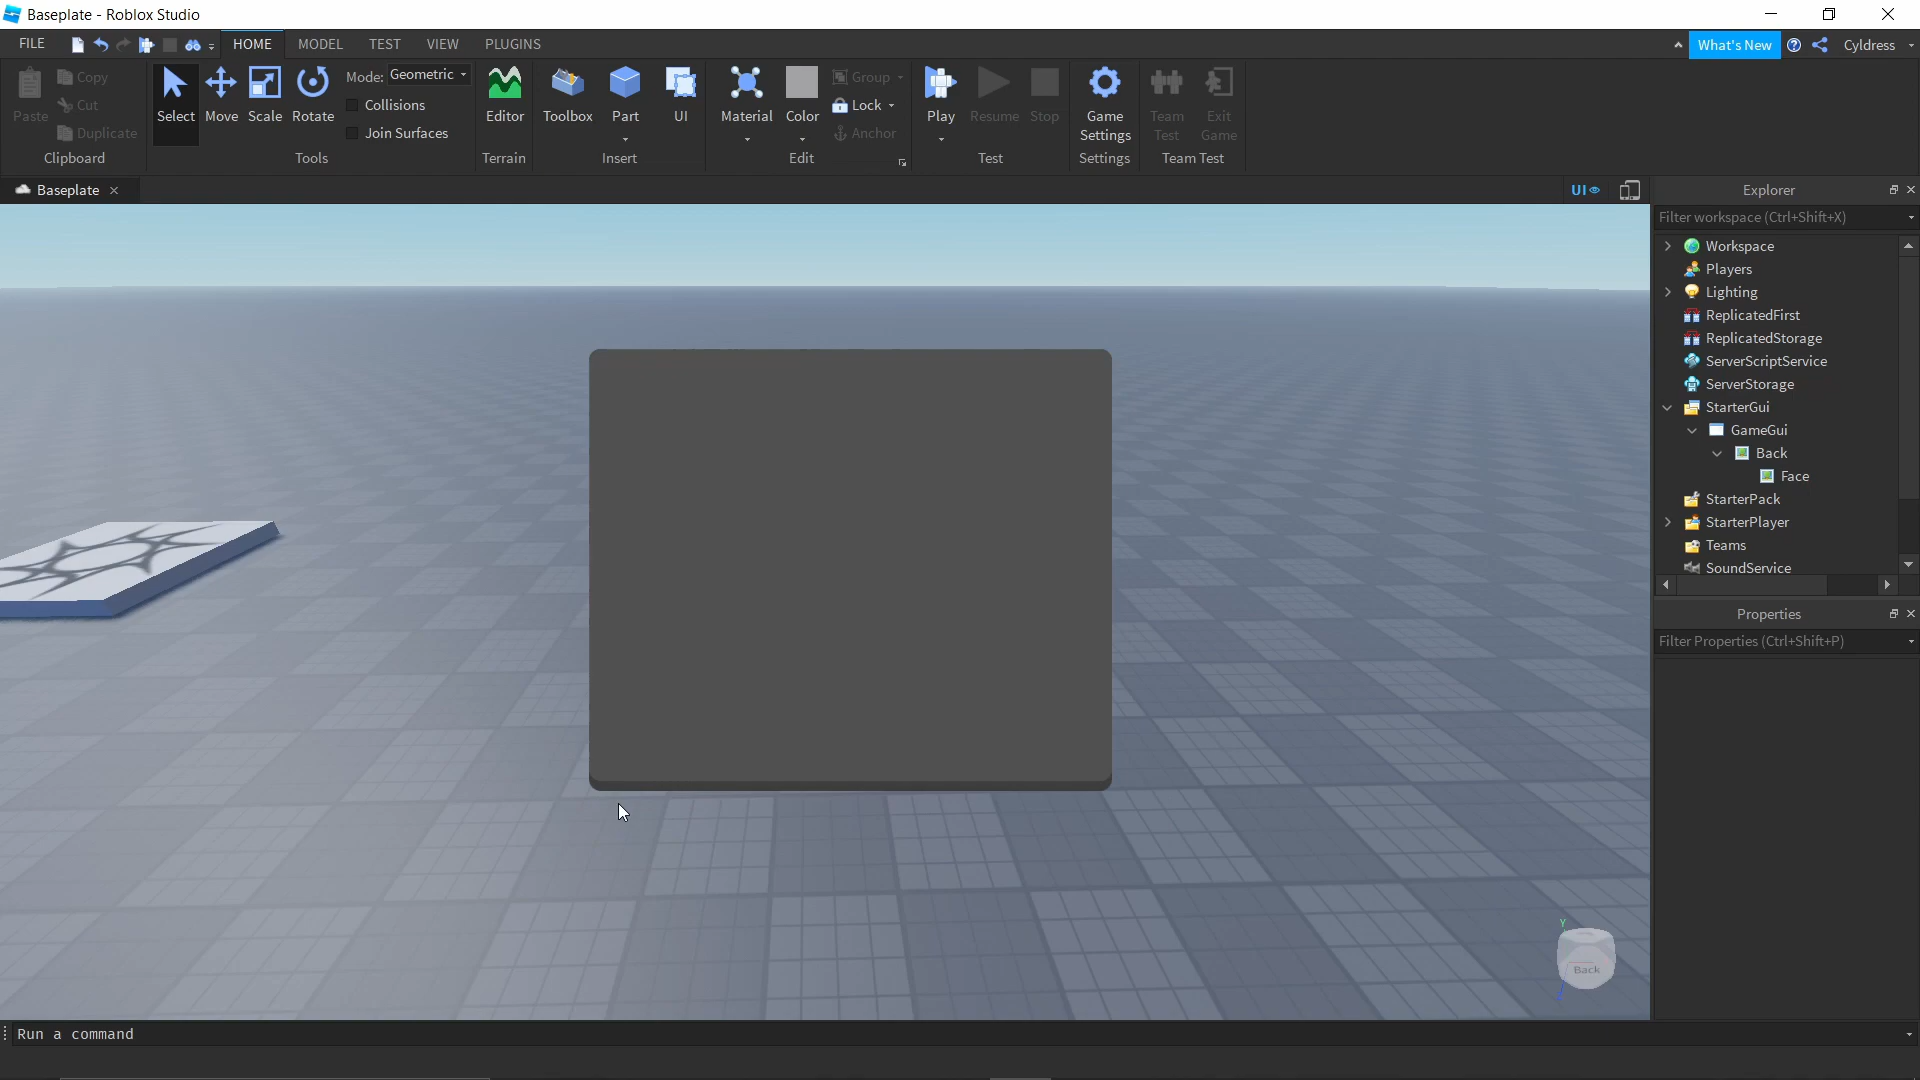 Baseplate - Roblox Studio
FILE
HOME
MODEL
TEST
VIEW
PLUGINS
What's New
Cyldress
Paste
Copy
Cut
Duplicate
Clipboard
Select
Move
Scale
Rotate
Mode: Geometric
Collisions
Join Surfaces
Tools
Editor
Terrain
Toolbox
Part
UI
Insert
Material
Color
Group
Lock
Anchor
Edit
Play
Resume
Stop
Test
Game
Settings
Settings
Team
Test
Exit
Game
Team Test
Baseplate
UI
Explorer
Filter workspace (Ctrl+Shift+X)
Workspace
Players
Lighting
ReplicatedFirst
ReplicatedStorage
ServerScriptService
ServerStorage
StarterGui
GameGui
Back
Face
StarterPack
StarterPlayer
Teams
SoundService
Properties
Filter Properties (Ctrl+Shift+P)
Y
Back
Run a command